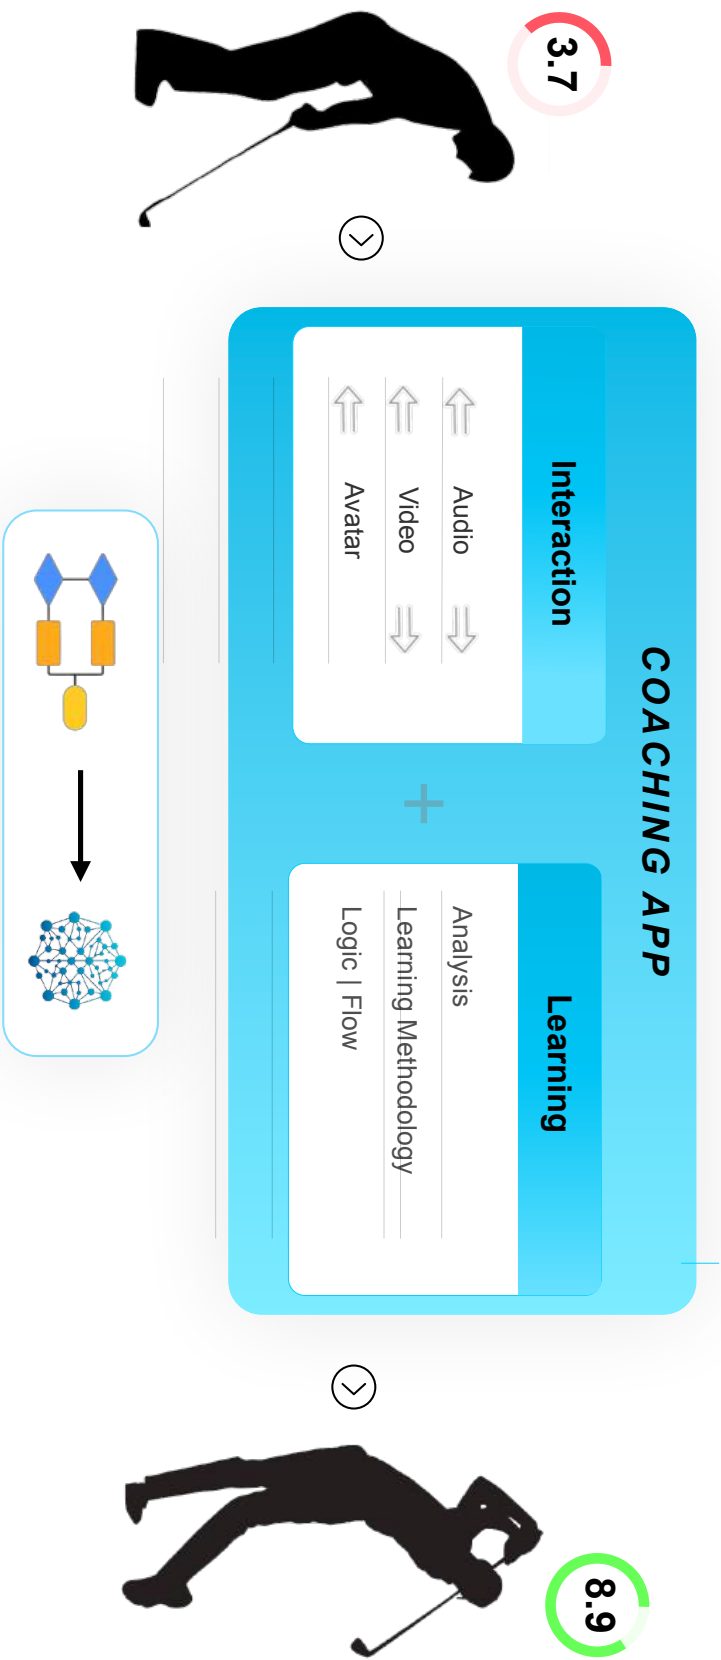 3.7
COACHING APP
Interaction
Audio
Video
Avatar
+
Learning
Analysis
Learning Methodology
Logic | Flow
8.9